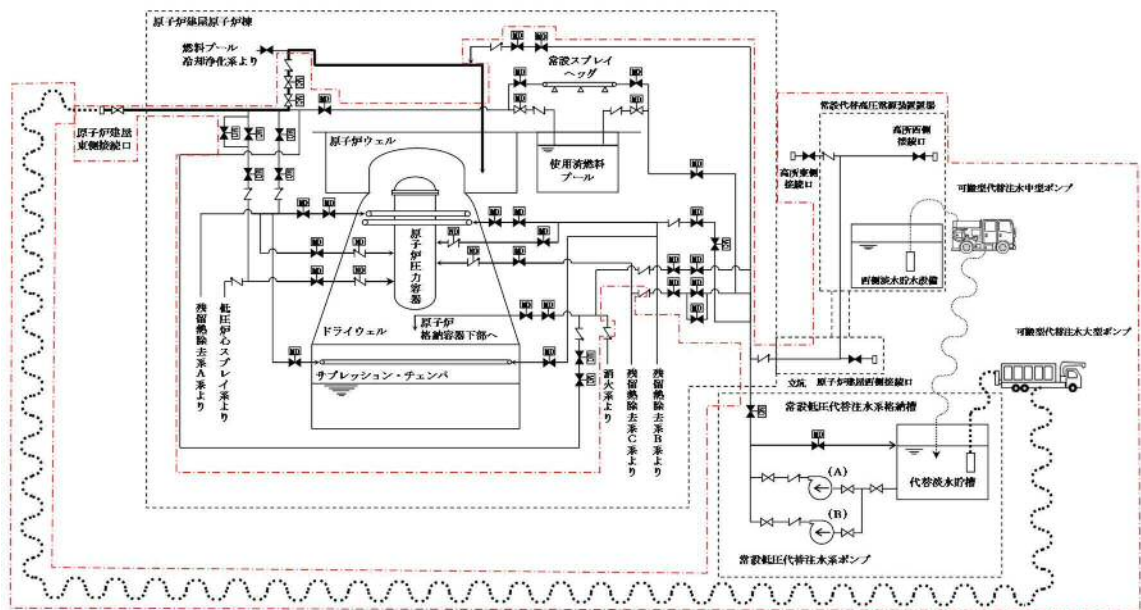 原子炉建屋原子炉棟
燃料プール
冷却浄化系より
常設スプレイ
ヘッダ
原子炉建屋
東側接続口
原子炉ウェル
使用済燃料
プール
常設代替高圧電源装置置場
高所西側
接続口
高所東側
接続口
可搬型代替注水中型ポンプ
西側淡水貯水設備
原子炉圧力容器
ドライウェル
原子炉
格納容器下部へ
サプレッション・チェンバ
残留熱除去系A系より
低圧炉心スプレイ系より
消火系より
残留熱除去系C系より
残留熱除去系B系より
可搬型代替注水大型ポンプ
立坑
原子炉建屋西側接続口
常設低圧代替注水系格納槽
(A)
(B)
代替淡水貯槽
常設低圧代替注水系ポンプ